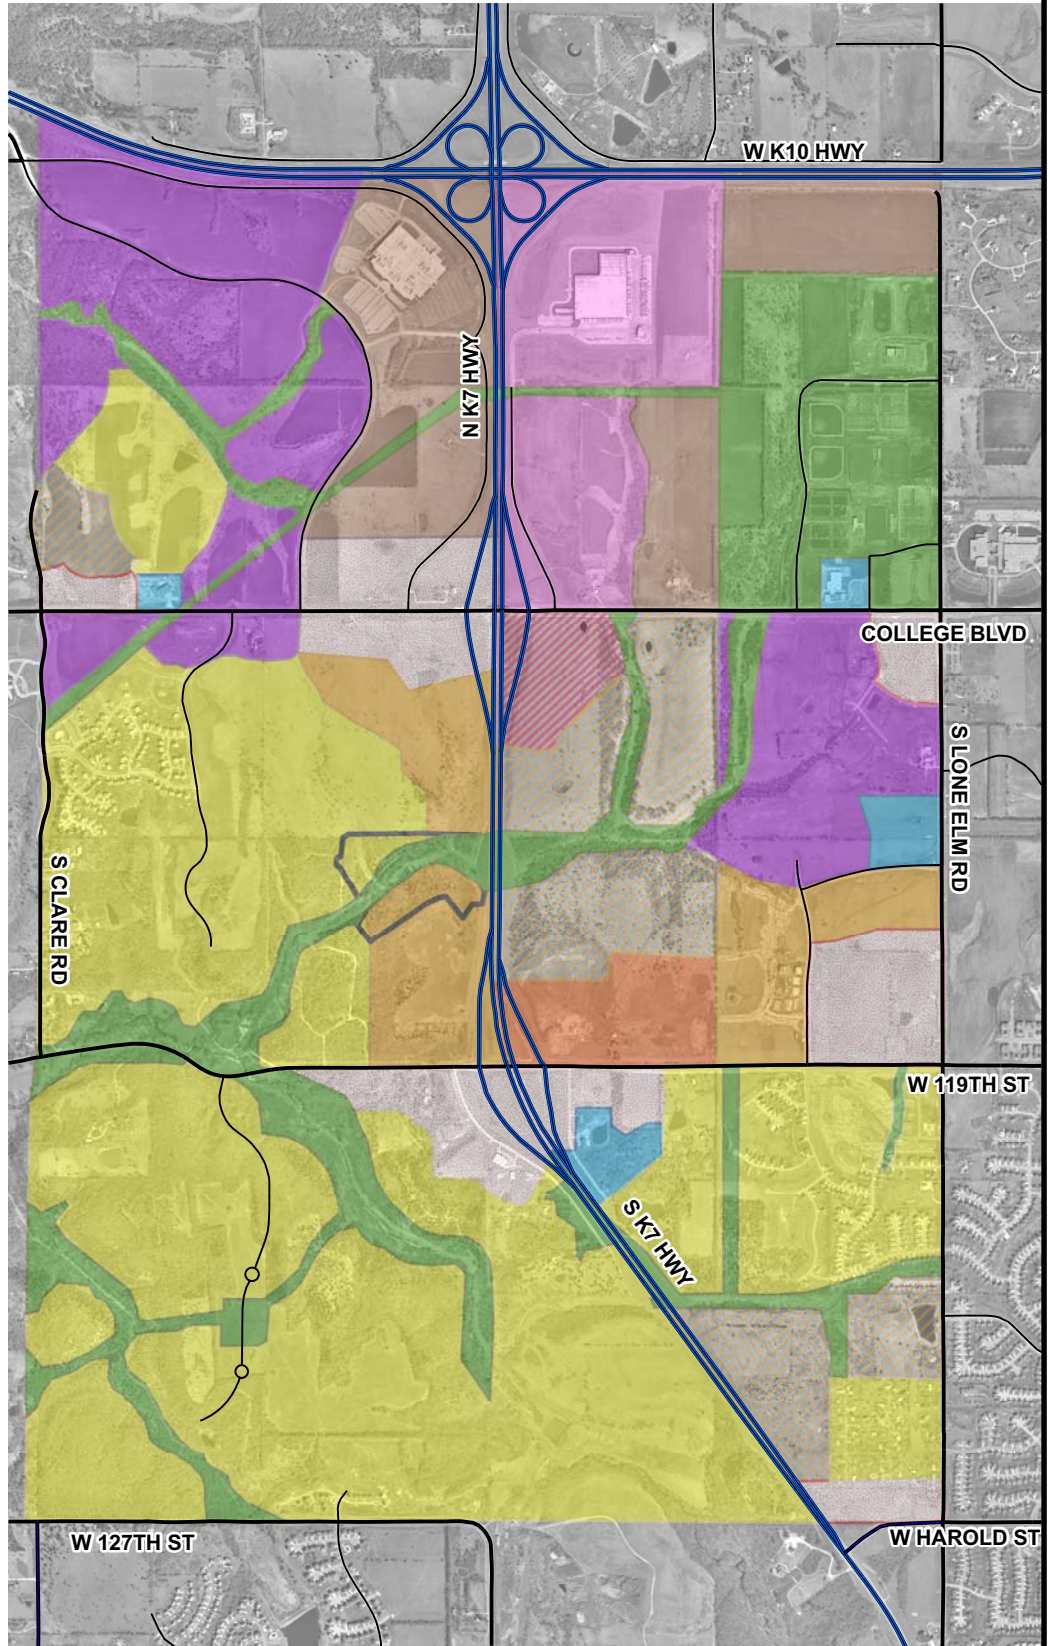 W K10 HWY
N K7 HWY
COLLEGE BLVD
S LONE ELM RD
S CLARE RD
W 119TH ST
S K7 HWY
W 127TH ST
W HAROLD ST